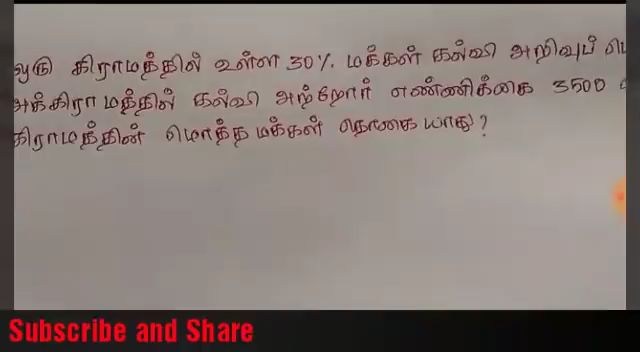 ஒரு கிராமத்தில் உள்ள 30% மக்கள் கல்வி அறிவுப்
அக்கிராமத்தில் கல்வி அற்றோர் எண்ணிக்கை 3500
கிராமத்தின் மொத்த மக்கள் தொகை யாது?
Subscribe and Share